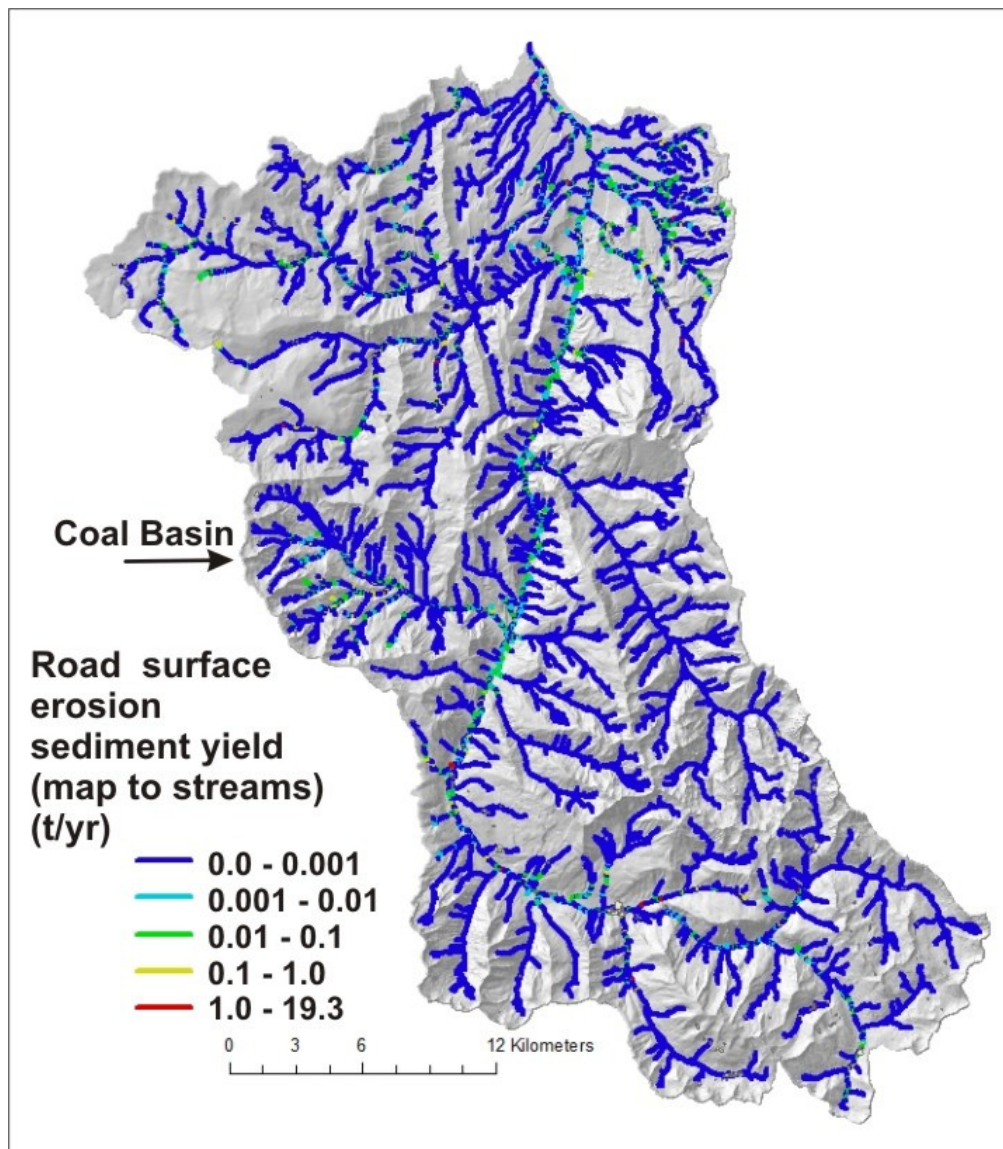 Coal Basin
Road surface
erosion
sediment yield
(map to streams)
(t/yr)
0.0 - 0.001
0.001 - 0.01
0.01 - 0.1
0.1 - 1.0
1.0 - 19.3
0 3 6 12 Kilometers